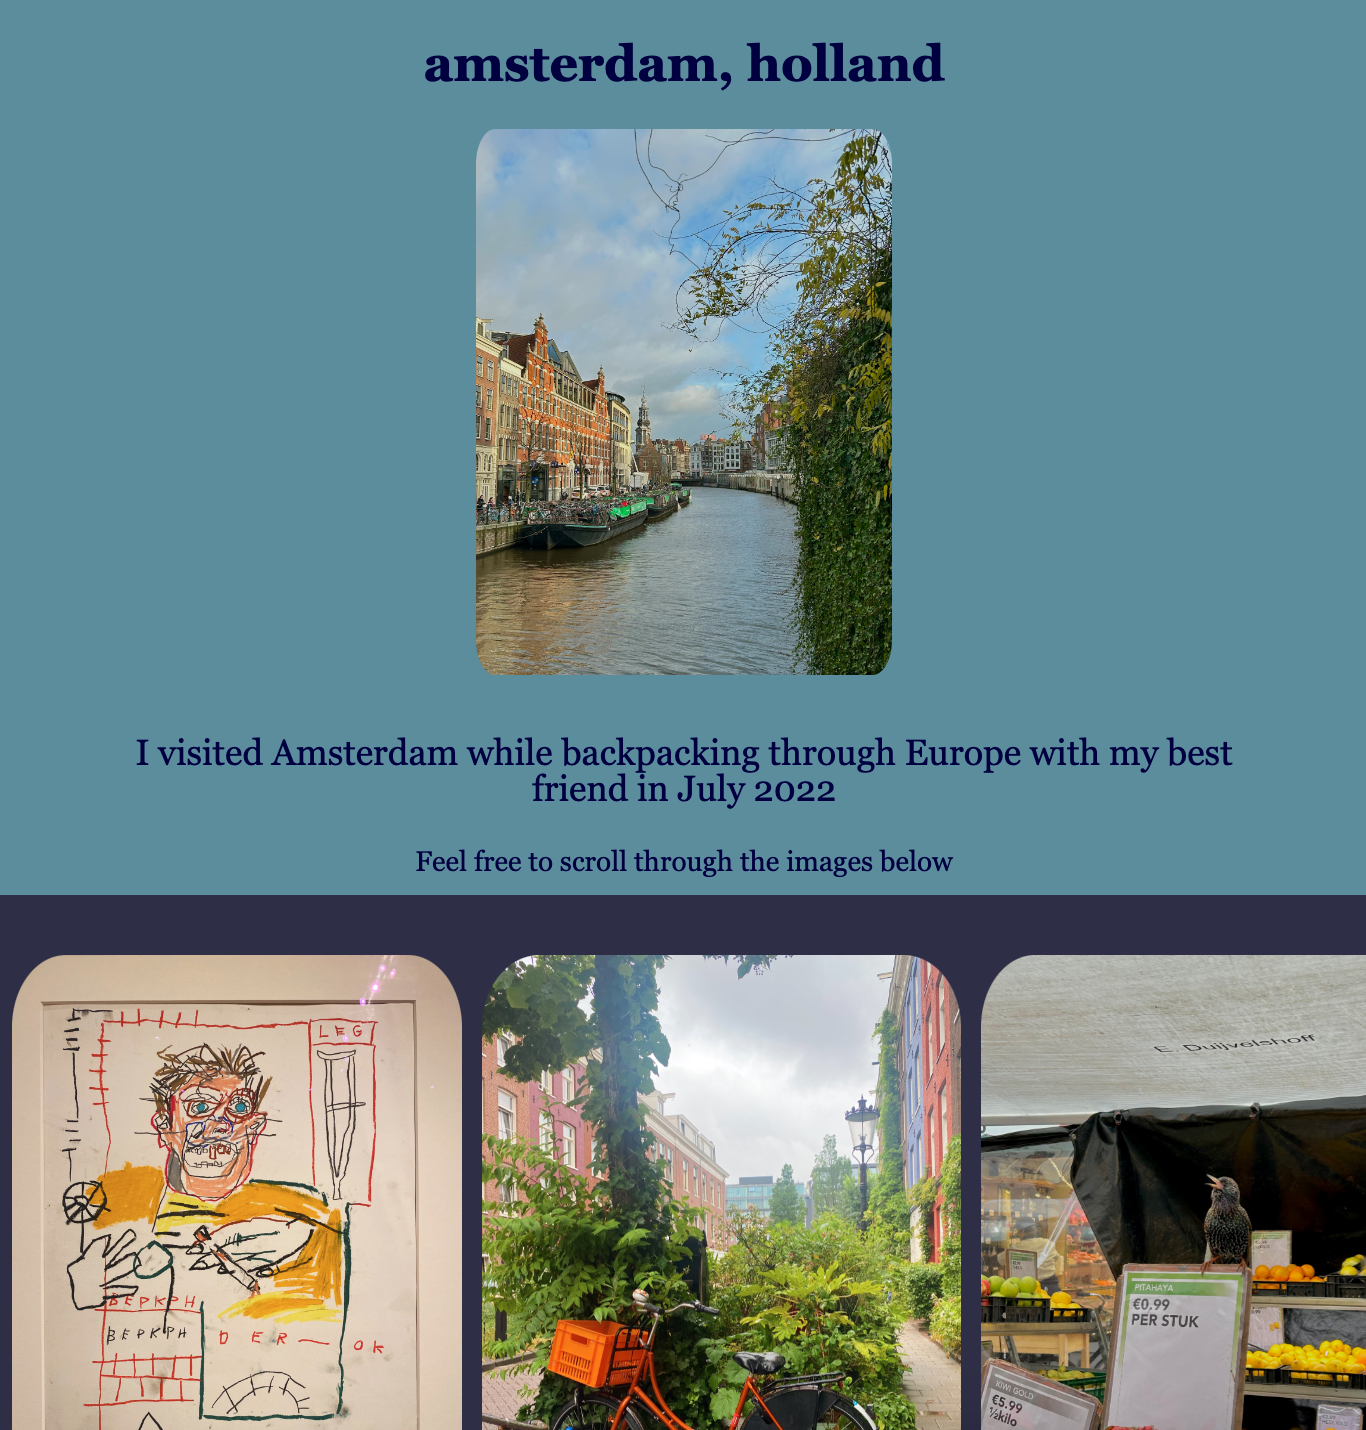 amsterdam, holland
I visited Amsterdam while backpacking through Europe with my best
friend in July 2022
Feel free to scroll through the images below
LEG
BEPKPH
BEPKPH
DER—
OK
E. Duijvelshoff
PITAHAYA
€0.99
PER STUK
KIWI GOLD
€5.99
½kilo